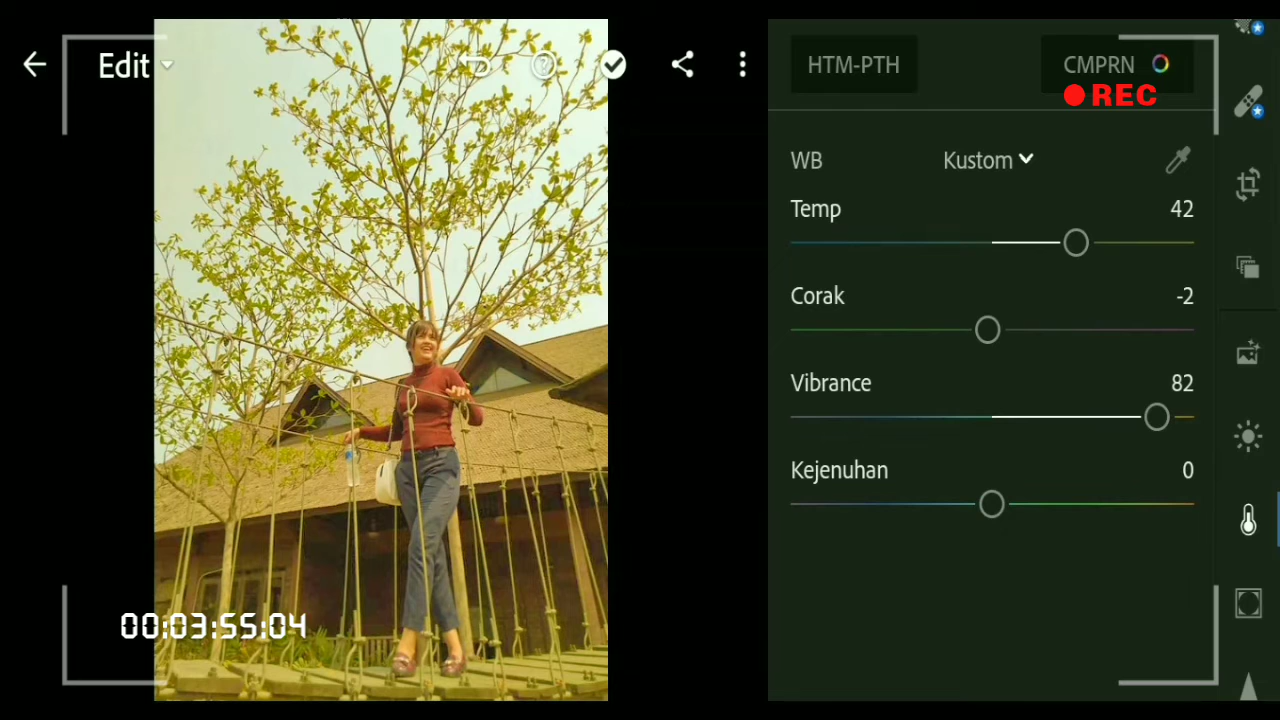 Edit
HTM-PTH
CMPRN
REC
WB
Kustom
Temp
42
Corak
-2
Vibrance
82
Kejenuhan
0
00:03:55:04